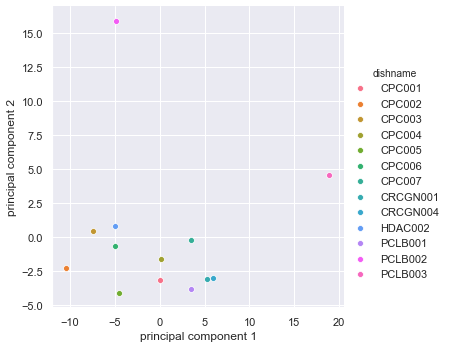 17.5
15.0
12.5
10.0
7.5
5.0
2.5
0.0
−2.5
−5.0
principal component 2
−10
−5
0
5
10
15
20
principal component 1
dishname
CPC001
CPC002
CPC003
CPC004
CPC005
CPC006
CPC007
CRCGN001
CRCGN004
HDAC002
PCLB001
PCLB002
PCLB003